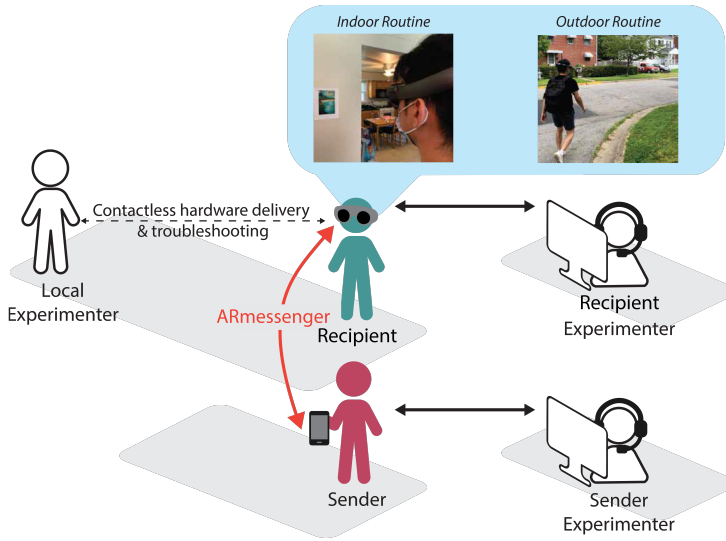 Indoor Routine
Outdoor Routine
Contactless hardware delivery
& troubleshooting
Local
Experimenter
ARmessenger
Recipient
Recipient
Experimenter
Sender
Sender
Experimenter